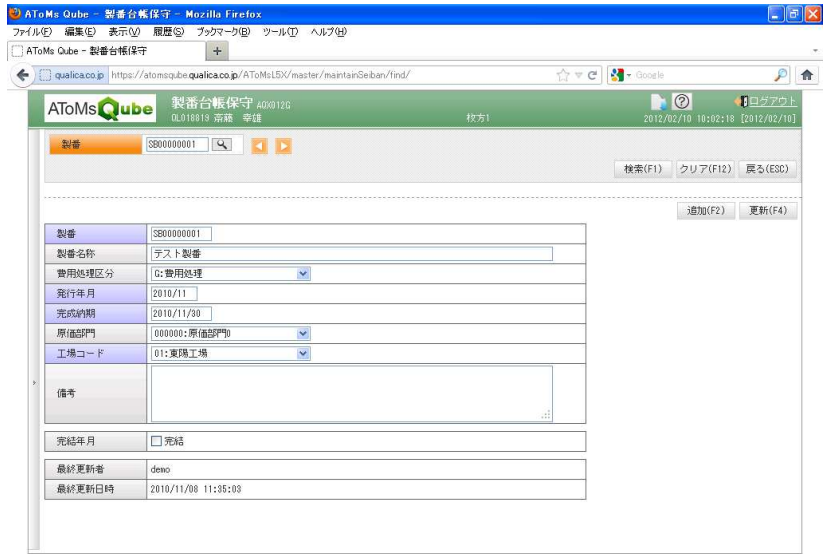 AToMs Qube - 製番台帳保守 - Mozilla Firefox
ファイル(F) 編集(E) 表示(V) 履歴(S) ブックマーク(B) ツール(T) ヘルプ(H)
AToMs Qube - 製番台帳保守 +
qualica.co.jp https://atomsqube.qualica.co.jp/AToMsL5X/master/maintainSeiban/find/ Google
AToMsQube 製番台帳保守 AQX012G ? ログアウト
QL018819 斎藤 幸雄 枚方1 2012/02/10 10:02:18 [2012/02/10]
製番 SB00000001
検索(F1) クリア(F12) 戻る(ESC)
追加(F2) 更新(F4)
製番 SB00000001
製番名称 テスト製番
費用処理区分 G:費用処理
発行年月 2010/11
完成納期 2010/11/30
原価部門 000000:原価部門0
工場コード 01:東陽工場
備考
完結年月 完結
最終更新者 demo
最終更新日時 2010/11/08 11:35:03